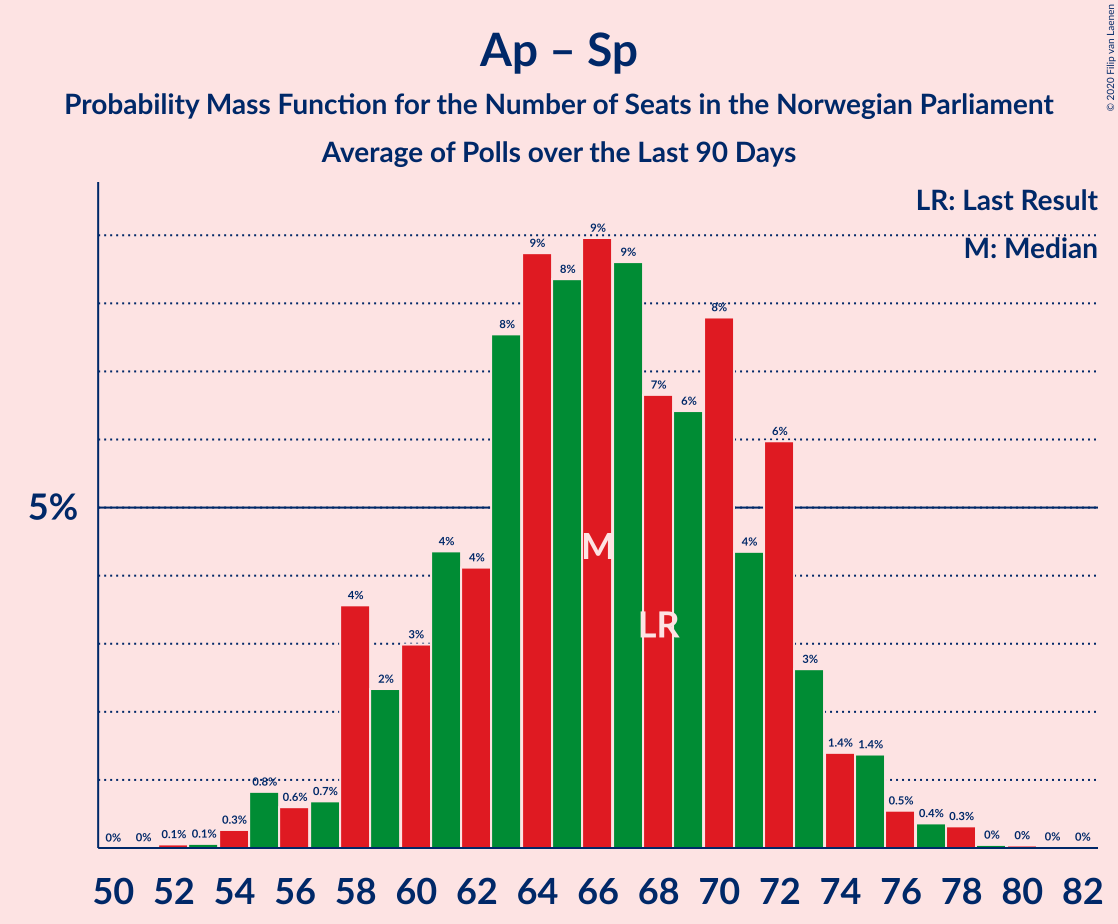 Ap – Sp
Probability Mass Function for the Number of Seats in the Norwegian Parliament
Average of Polls over the Last 90 Days
© 2020 Filip van Laenen
LR: Last Result
M: Median
5%
0% 0% 0.1% 0.1% 0.3% 0.8% 0.6% 0.7% 4% 2% 3% 4% 4% 8% 9% 8% 9% 9% 7% 6% 8% 4% 6% 3% 1.4% 1.4% 0.5% 0.4% 0.3% 0% 0% 0% 0%
M
LR
50 52 54 56 58 60 62 64 66 68 70 72 74 76 78 80 82